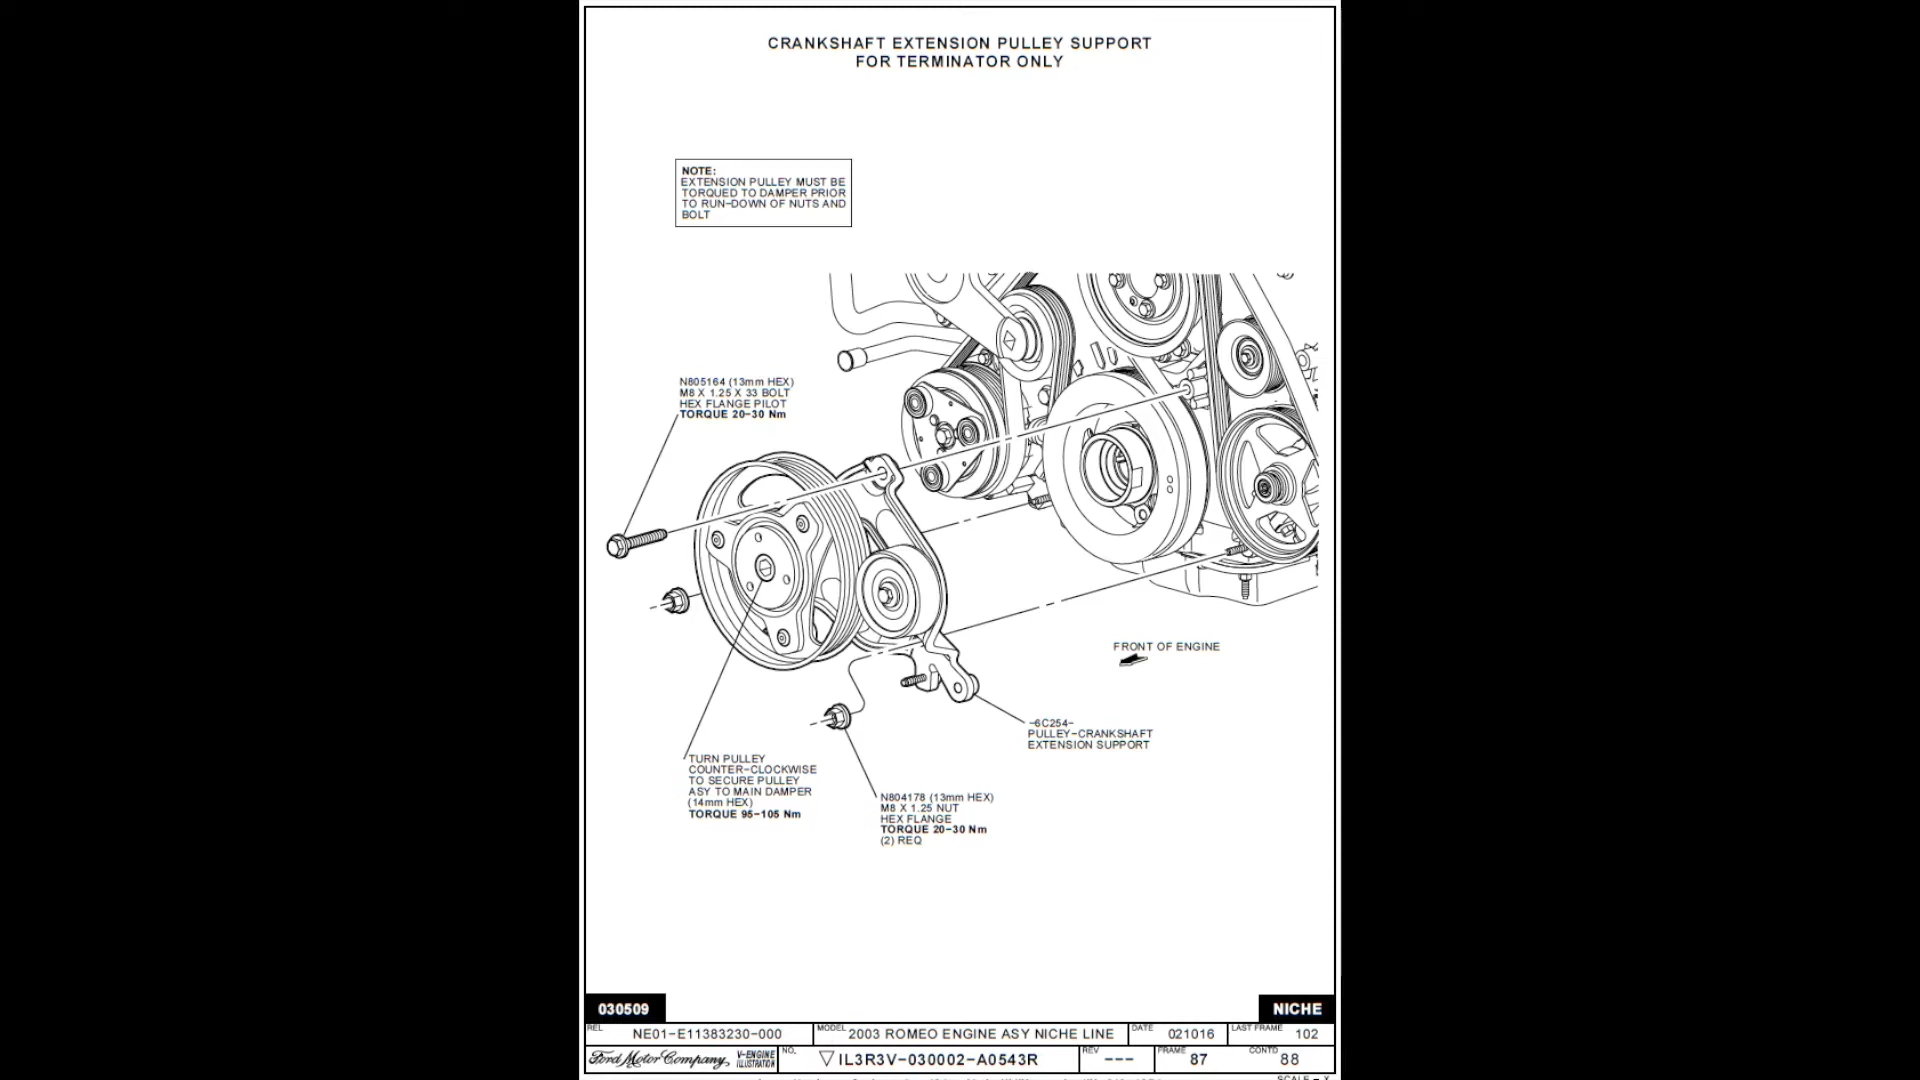 CRANKSHAFT EXTENSION PULLEY SUPPORT
FOR TERMINATOR ONLY
NOTE:
EXTENSION PULLEY MUST BE
TORQUED TO DAMPER PRIOR
TO RUN-DOWN OF NUTS AND
BOLT
N805164 (13mm HEX)
M8 X 1.25 X 33 BOLT
HEX FLANGE PILOT
TORQUE 20-30 Nm
FRONT OF ENGINE
-6C254-
PULLEY-CRANKSHAFT
EXTENSION SUPPORT
TURN PULLEY
COUNTER-CLOCKWISE
TO SECURE PULLEY
ASY TO MAIN DAMPER
(14mm HEX)
TORQUE 95-105 Nm
N804178 (13mm HEX)
M8 X 1.25 NUT
HEX FLANGE
TORQUE 20-30 Nm
(2) REQ
030509
NICHE
REL NE01-E11383230-000 MODEL 2003 ROMEO ENGINE ASY NICHE LINE DATE 021016 LAST FRAME 102
Ford Motor Company, V-ENGINE ILLUSTRATION NO. ▽IL3R3V-030002-A0543R REV --- FRAME 87 CONTD 88